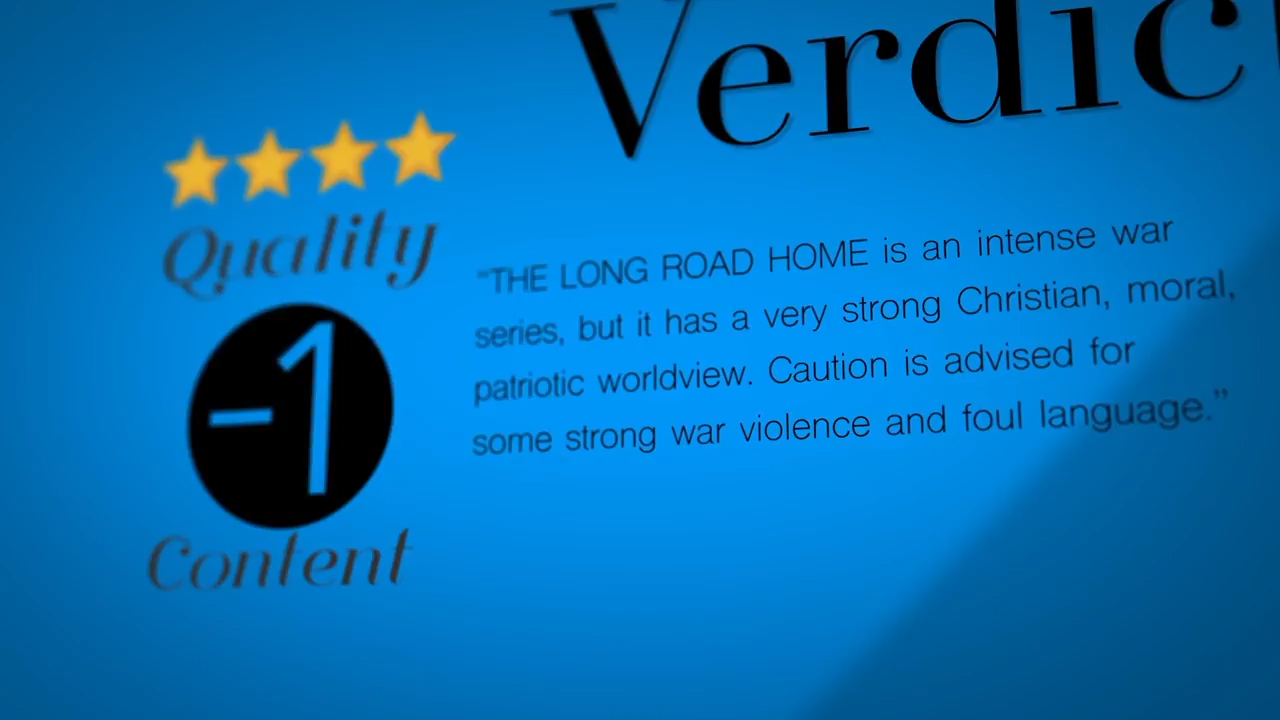 Verdic
Quality
-1
Content
"THE LONG ROAD HOME is an intense war
series, but it has a very strong Christian, moral,
patriotic worldview. Caution is advised for
some strong war violence and foul language."